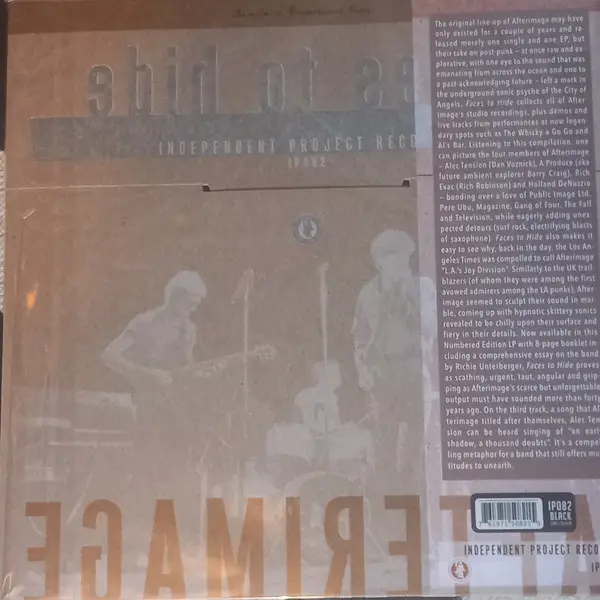 es to hide
INDEPENDENT PROJECT RECO
IP082
The original line up of Afterimage may have
only existed for a couple of years and re-
leased merely one single and one EP, but
their take on post punk – at once raw and ex-
plorative, with one eye to the sound that was
emanating from across the ocean and one to
a past-acknowledging future – left a mark in
the underground sonic psyche of the City of
Angels. Faces to Hide collects all of After-
image's studio recordings, plus demos and
live tracks from performances at now legen-
dary spots such as The Whisky a Go Go and
Al's Bar. Listening to this compilation, one
can picture the four members of Afterimage
– Alec Tension (Dan Voznick), A Produce (aka
future ambient explorer Barry Craig), Rich
Evac (Rich Robinson) and Holland DeNuzzio
– bonding over a love of Public Image Ltd,
Pere Ubu, Magazine, Gang of Four, The Fall
and Television, while eagerly adding unex-
pected detours (surf rock, electrifying blasts
of saxophone). Faces to Hide also makes it
easy to see why, back in the day, the Los An-
geles Times was compelled to call Afterimage
"L.A.'s Joy Division". Similarly to the UK trail-
blazers (of whom they were among the first
avowed admirers among the LA punks), After-
image seemed to sculpt their sound in mar-
ble, coming up with hypnotic skittery sonics
revealed to be chilly upon their surface and
fiery in their details. Now available in this
Numbered Edition LP with 8-page booklet in-
cluding a comprehensive essay on the band
by Richie Unterberger, Faces to Hide proves
as scathing, urgent, taut, angular and grip-
ping as Afterimage's scarce but unforgettable
output must have sounded more than forty
years ago. On the third track, a song that Af-
terimage titled after themselves, Alec Ten-
sion can be heard singing of "an early
shadow, a thousand doubts". It's a compel-
ling metaphor for a band that still offers mul-
titudes to unearth.
IP082
BLACK
INDEPENDENT PROJECT RECO
IP
AFTERIMAGE